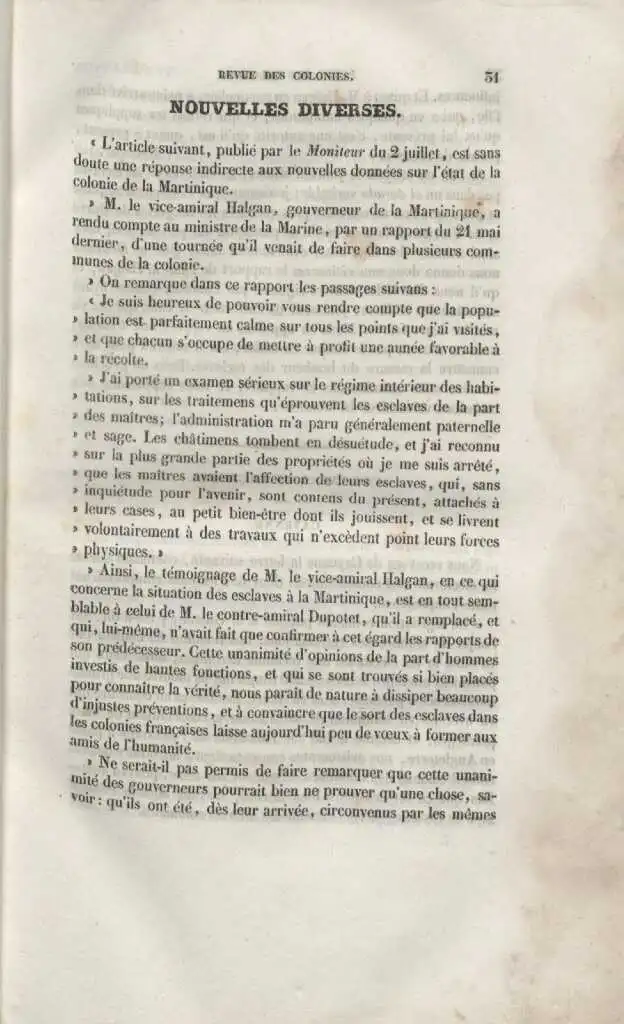 REVUE DES COLONIES. 31
NOUVELLES DIVERSES.
« L'article suivant, publié par le Moniteur du 2 juillet, est sans
doute une réponse indirecte aux nouvelles données sur l'état de la
colonie de la Martinique.
» M. le vice-amiral Halgan, gouverneur de la Martinique, a
rendu compte au ministre de la Marine, par un rapport du 21 mai
dernier, d'une tournée qu'il venait de faire dans plusieurs com-
munes de la colonie.
» On remarque dans ce rapport les passages suivans :
« Je suis heureux de pouvoir vous rendre compte que la popu-
» lation est parfaitement calme sur tous les points que j'ai visités,
» et que chacun s'occupe de mettre à profit une année favorable à
» la récolte.
» J'ai porté un examen sérieux sur le régime intérieur des habi-
» tations, sur les traitemens qu'éprouvent les esclaves de la part
» des maîtres; l'administration m'a paru généralement paternelle
» et sage. Les châtimens tombent en désuétude, et j'ai reconnu
» sur la plus grande partie des propriétés où je me suis arrêté,
» que les maîtres avaient l'affection de leurs esclaves, qui, sans
» inquiétude pour l'avenir, sont contens du présent, attachés à
» leurs cases, au petit bien-être dont ils jouissent, et se livrent
» volontairement à des travaux qui n'excèdent point leurs forces
» physiques. »
» Ainsi, le témoignage de M. le vice-amiral Halgan, en ce qui
concerne la situation des esclaves à la Martinique, est en tout sem-
blable à celui de M. le contre-amiral Dupotet, qu'il a remplacé, et
qui, lui-même, n'avait fait que confirmer à cet égard les rapports de
son prédécesseur. Cette unanimité d'opinions de la part d'hommes
investis de hautes fonctions, et qui se sont trouvés si bien placés
pour connaître la vérité, nous paraît de nature à dissiper beaucoup
d'injustes préventions, et à convaincre que le sort des esclaves dans
les colonies françaises laisse aujourd'hui peu de vœux à former aux
amis de l'humanité.
» Ne serait-il pas permis de faire remarquer que cette unani-
mité des gouverneurs pourrait bien ne prouver qu'une chose, sa-
voir : qu'ils ont été, dès leur arrivée, circonvenus par les mêmes